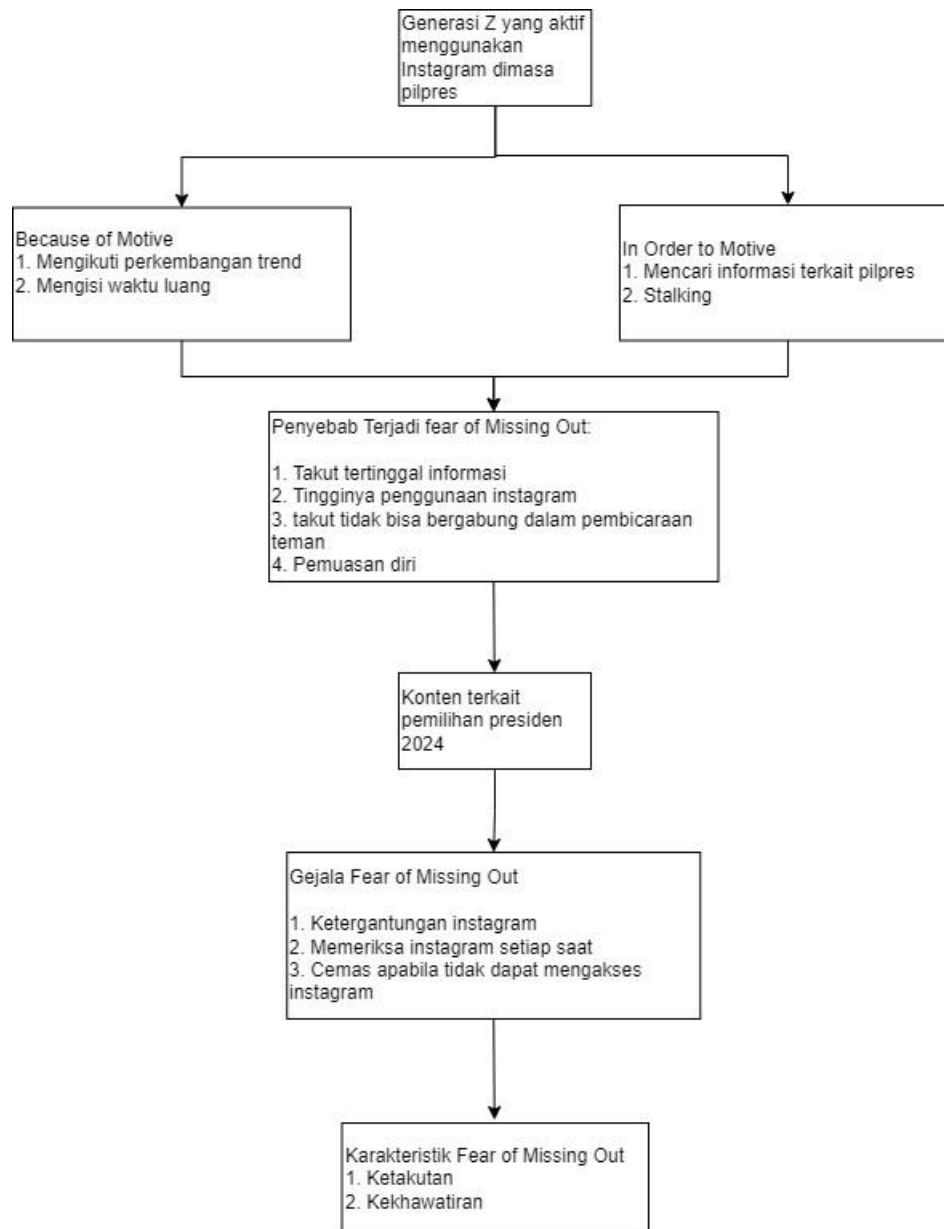 Generasi Z yang aktif
menggunakan
Instagram dimasa
pilpres
Because of Motive
1. Mengikuti perkembangan trend
2. Mengisi waktu luang
In Order to Motive
1. Mencari informasi terkait pilpres
2. Stalking
Penyebab Terjadi fear of Missing Out:
1. Takut tertinggal informasi
2. Tingginya penggunaan instagram
3. takut tidak bisa bergabung dalam pembicaraan
teman
4. Pemuasan diri
Konten terkait
pemilihan presiden
2024
Gejala Fear of Missing Out
1. Ketergantungan instagram
2. Memeriksa instagram setiap saat
3. Cemas apabila tidak dapat mengakses
instagram
Karakteristik Fear of Missing Out
1. Ketakutan
2. Kekhawatiran